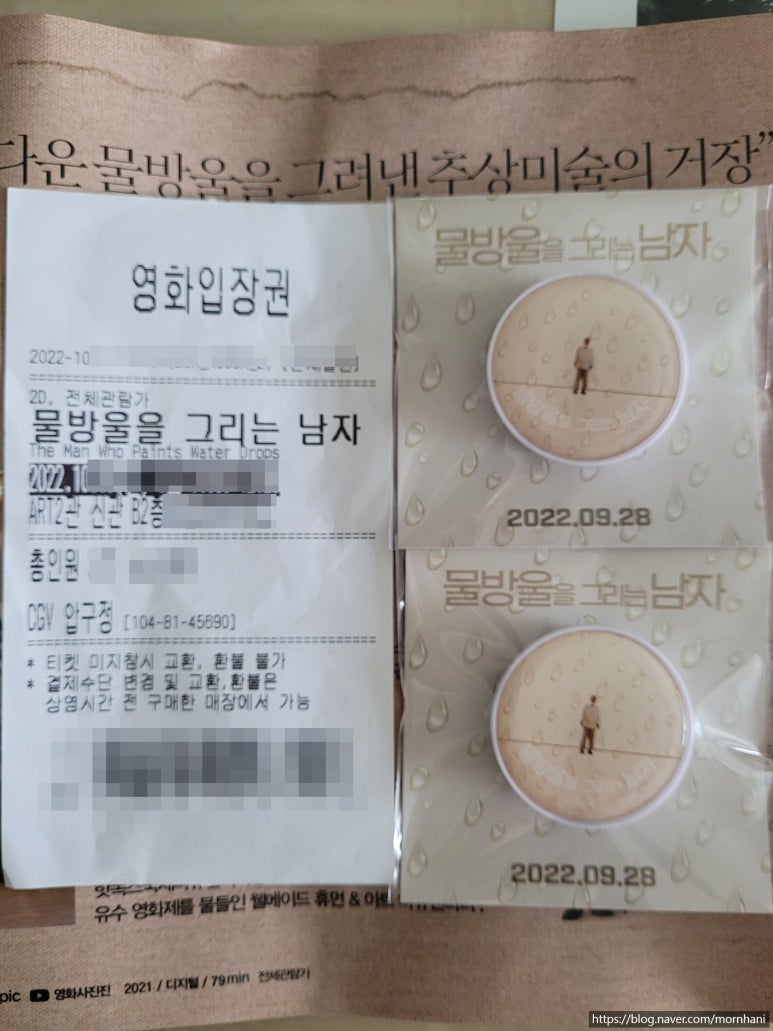 다운 물방울을 그려낸 추상미술의 거장”
영화입장권
2022-10
2D, 전체관람가
물방울을 그리는 남자
The Man Who Paints Water Drops
2022.10
ART2관 신관 B2층
총인원
CGV 압구정 [104-81-45690]
* 티켓 미지참시 교환, 환불 불가
* 결제수단 변경 및 교환,환불은
상영시간 전 구매한 매장에서 가능
물방울을 그리는 남자
물방울을 그리는 남자
2022.09.28
물방울을 그리는 남자
물방울을 그리는 남자
2022.09.28
유수 영화제를 물들인 웰메이드 휴먼 &
pic 영화사진진 2021 / 디지털 / 79min 전체관람가
https://blog.naver.com/mornhani